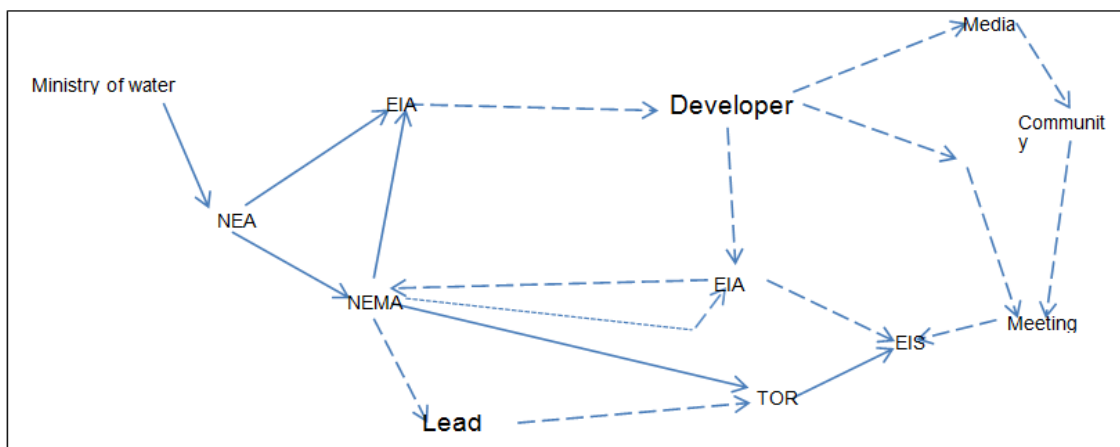 Media
Ministry of water
EIA
Developer
Communit
y
NEA
EIA
NEMA
Meeting
EIS
TOR
Lead